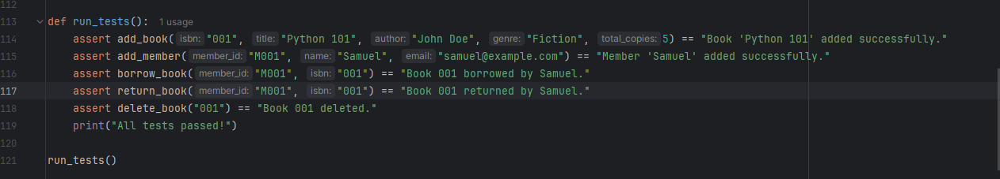 112
113 def run_tests(): 1 usage
114 assert add_book( isbn: "001", title: "Python 101", author: "John Doe", genre: "Fiction", total_copies: 5) == "Book 'Python 101' added successfully."
115 assert add_member( member_id: "M001", name: "Samuel", email: "samuel@example.com") == "Member 'Samuel' added successfully."
116 assert borrow_book( member_id: "M001", isbn: "001") == "Book 001 borrowed by Samuel."
117 assert return_book( member_id: "M001", isbn: "001") == "Book 001 returned by Samuel."
118 assert delete_book("001") == "Book 001 deleted."
119 print("All tests passed!")
120
121 run_tests()